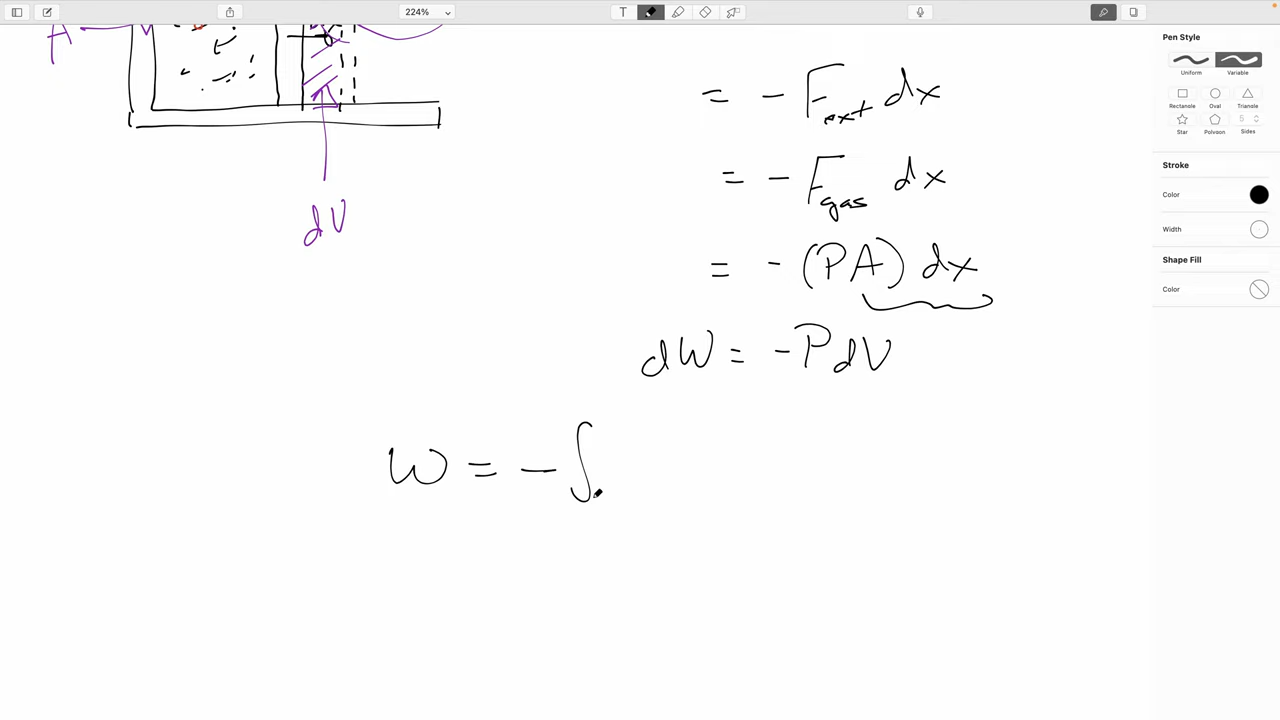 224%
T
A
dV
= - F_ext dx
= - F_gas dx
= - (PA) dx
dW = - P dV
W = - ∫
Pen Style
Uniform Variable
Rectangle Oval Triangle
Star Polygon 5 Sides
Stroke
Color
Width
Shape Fill
Color